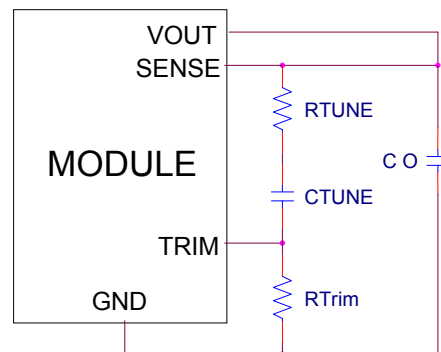 VOUT
SENSE
RTUNE
MODULE
C O
CTUNE
TRIM
GND
RTrim